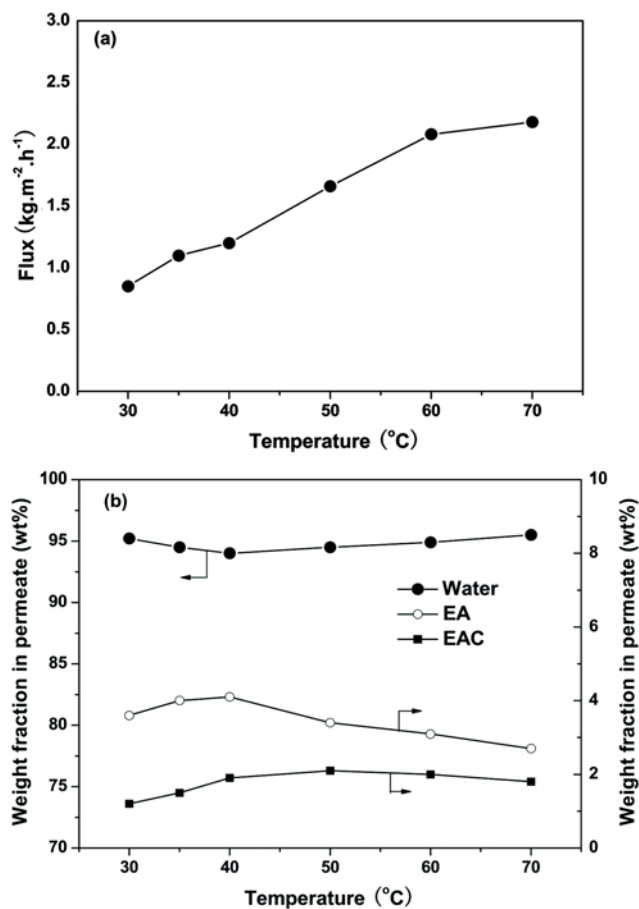 (a)
3.0
2.5
2.0
1.5
1.0
0.5
0.0
Flux (kg.m⁻².h⁻¹)
30 40 50 60 70
Temperature (°C)
(b)
100
95
90
85
80
75
70
Weight fraction in permeate (wt%)
Water
EA
EAC
10
8
6
4
2
0
Weight fraction in permeate (wt%)
30 40 50 60 70
Temperature (°C)